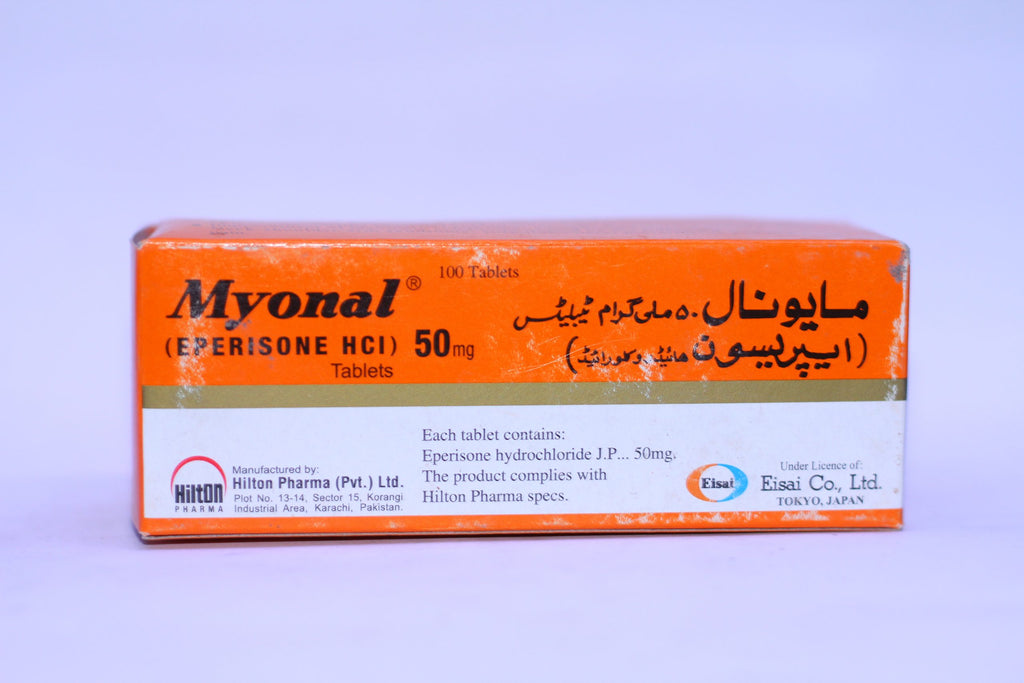 100 Tablets
Myonal®
(EPERISONE HCl) 50mg
Tablets
مایونال ۵۰ ملی گرام ٹیبلیٹس
(ایپریسون ہائیڈروکلورائیڈ)
Each tablet contains:
Eperisone hydrochloride J.P... 50mg.
The product complies with
Hilton Pharma specs.
HILTON
PHARMA
Manufactured by:
Hilton Pharma (Pvt.) Ltd.
Plot No. 13-14, Sector 15, Korangi
Industrial Area, Karachi, Pakistan.
Eisai
Under Licence of:
Eisai Co., Ltd.
TOKYO, JAPAN